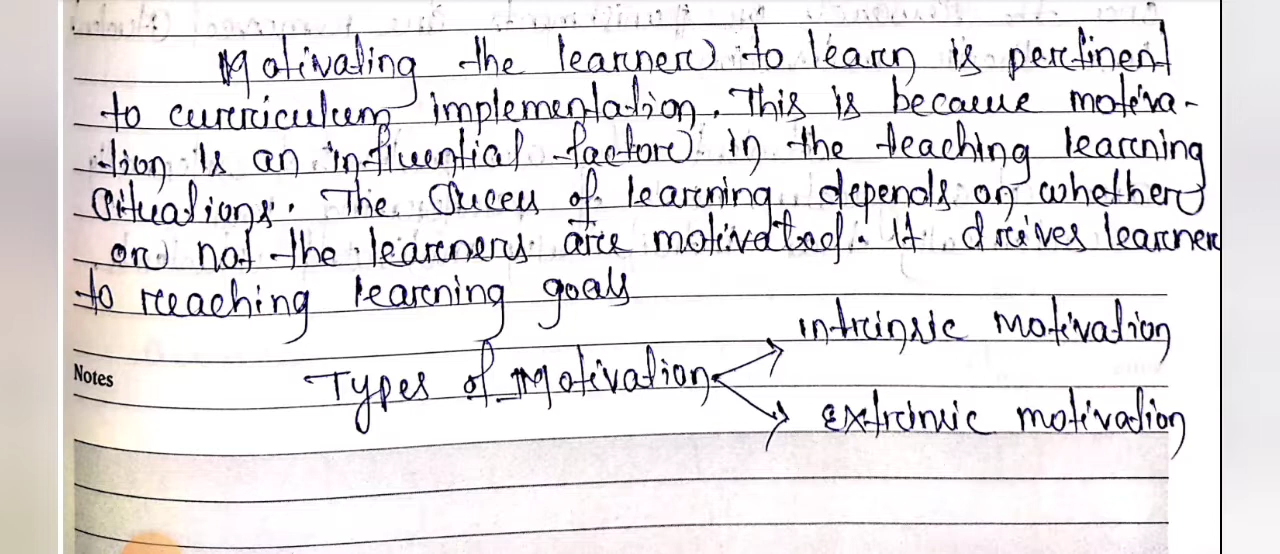 Motivating the learner to learn is pertinent
to curriculum implementation. This is because motiva-
tion is an influential factor in the teaching learning
situations. The success of learning depends on whether
or not the learners are motivated. It drives learner
to reaching learning goals
intrinsic motivation
Notes Types of Motivation
extrinsic motivation